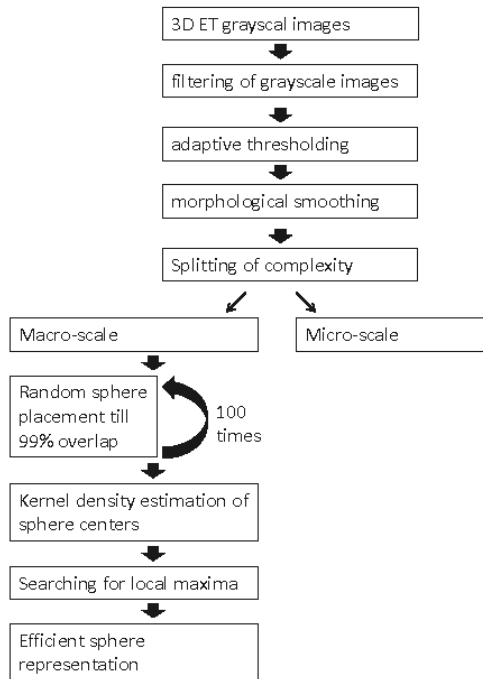 3D ET grayscal images
filtering of grayscale images
adaptive thresholding
morphological smoothing
Splitting of complexity
Macro-scale
Micro-scale
Random sphere
placement till
99% overlap
100
times
Kernel density estimation of
sphere centers
Searching for local maxima
Efficient sphere
representation